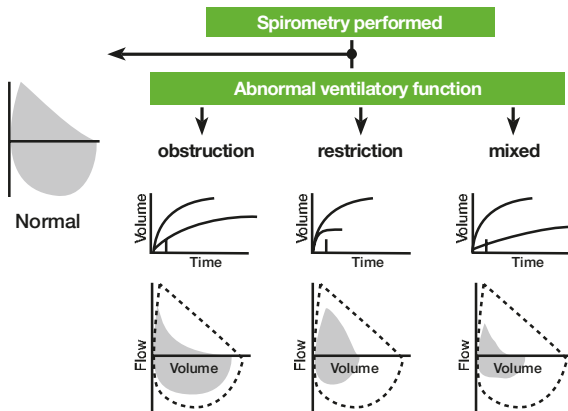 Spirometry performed
Abnormal ventilatory function
obstruction
restriction
mixed
Normal
Volume
Time
Volume
Time
Volume
Time
Flow
Volume
Flow
Volume
Flow
Volume